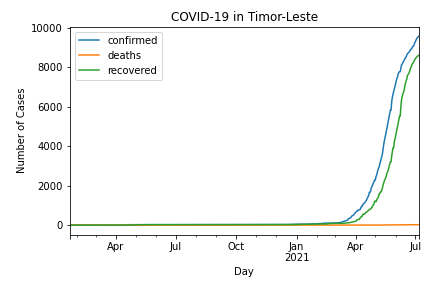 COVID-19 in Timor-Leste
confirmed
deaths
recovered
Number of Cases
10000
8000
6000
4000
2000
0
Apr Jul Oct Jan Apr Jul
2021
Day